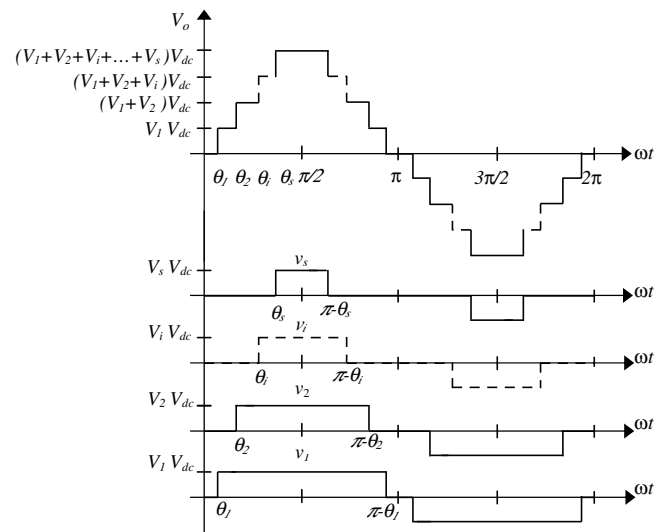 V_o
(V_1+V_2+V_i+...+V_s)V_dc
(V_1+V_2+V_i)V_dc
(V_1+V_2)V_dc
V_1 V_dc
ωt
θ_1 θ_2 θ_i θ_s π/2 π 3π/2 2π
V_s V_dc
v_s
θ_s π-θ_s
ωt
V_i V_dc
v_i
θ_i π-θ_i
ωt
V_2 V_dc
v_2
θ_2 π-θ_2
ωt
V_1 V_dc
v_1
θ_1 π-θ_1
ωt